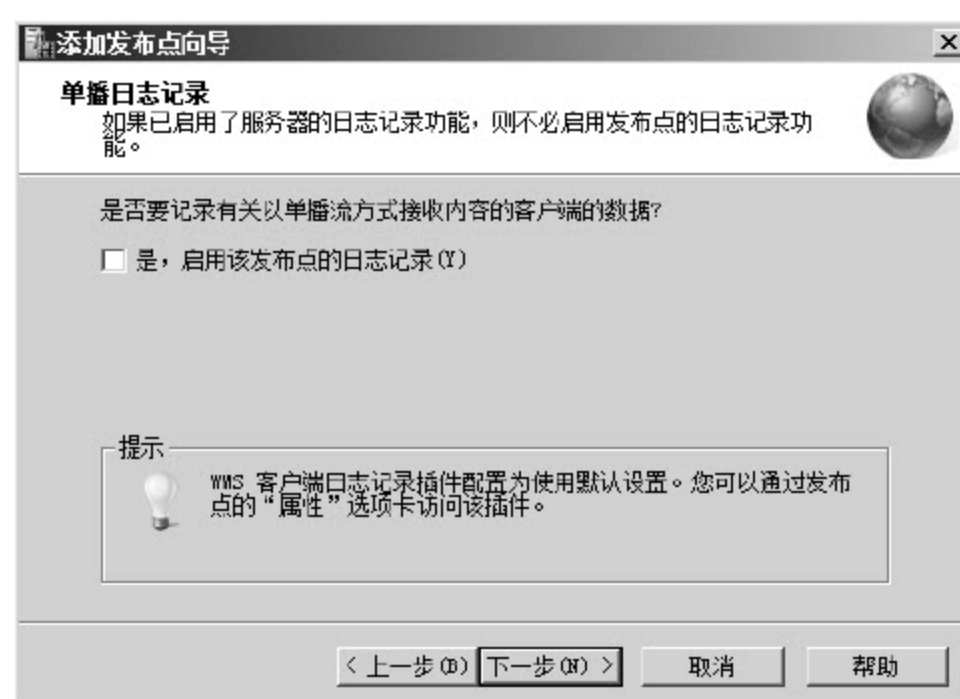 添加发布点向导
单播日志记录
如果已启用了服务器的日志记录功能，则不必启用发布点的日志记录功
能。
是否要记录有关以单播流方式接收内容的客户端的数据?
是，启用该发布点的日志记录(Y)
提示
WMS 客户端日志记录插件配置为使用默认设置。您可以通过发布
点的“属性”选项卡访问该插件。
< 上一步(B) 下一步(N) > 取消 帮助